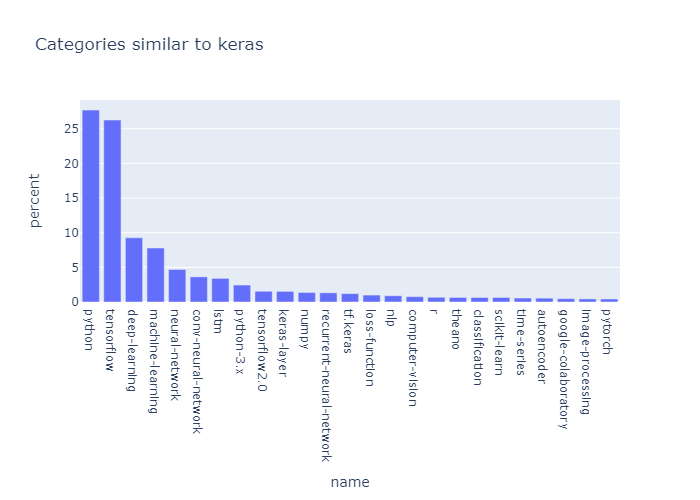 Categories similar to keras
percent
25
20
15
10
5
0
python
tensorflow
deep-learning
machine-learning
neural-network
conv-neural-network
lstm
python-3.x
tensorflow2.0
keras-layer
numpy
recurrent-neural-network
tf.keras
loss-function
nlp
computer-vision
r
theano
classification
scikit-learn
time-series
autoencoder
google-colaboratory
image-processing
pytorch
name